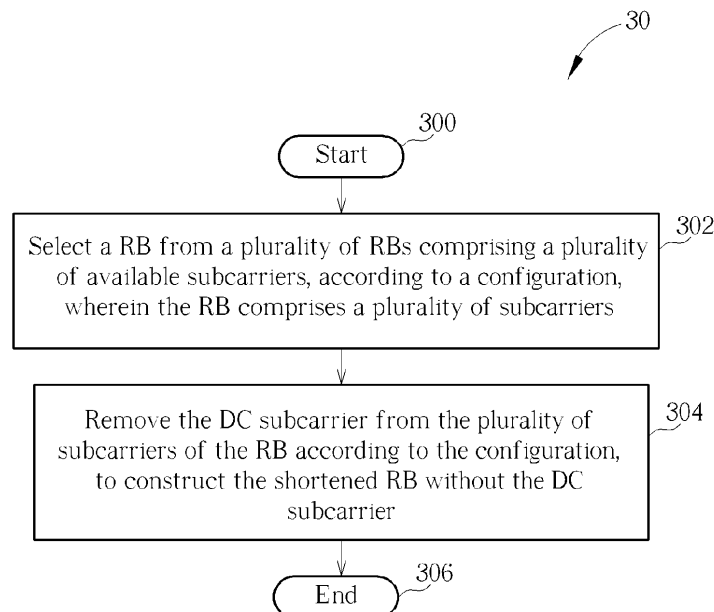 30
300
Start
302
Select a RB from a plurality of RBs comprising a plurality
of available subcarriers, according to a configuration,
wherein the RB comprises a plurality of subcarriers
304
Remove the DC subcarrier from the plurality of
subcarriers of the RB according to the configuration,
to construct the shortened RB without the DC
subcarrier
End
306